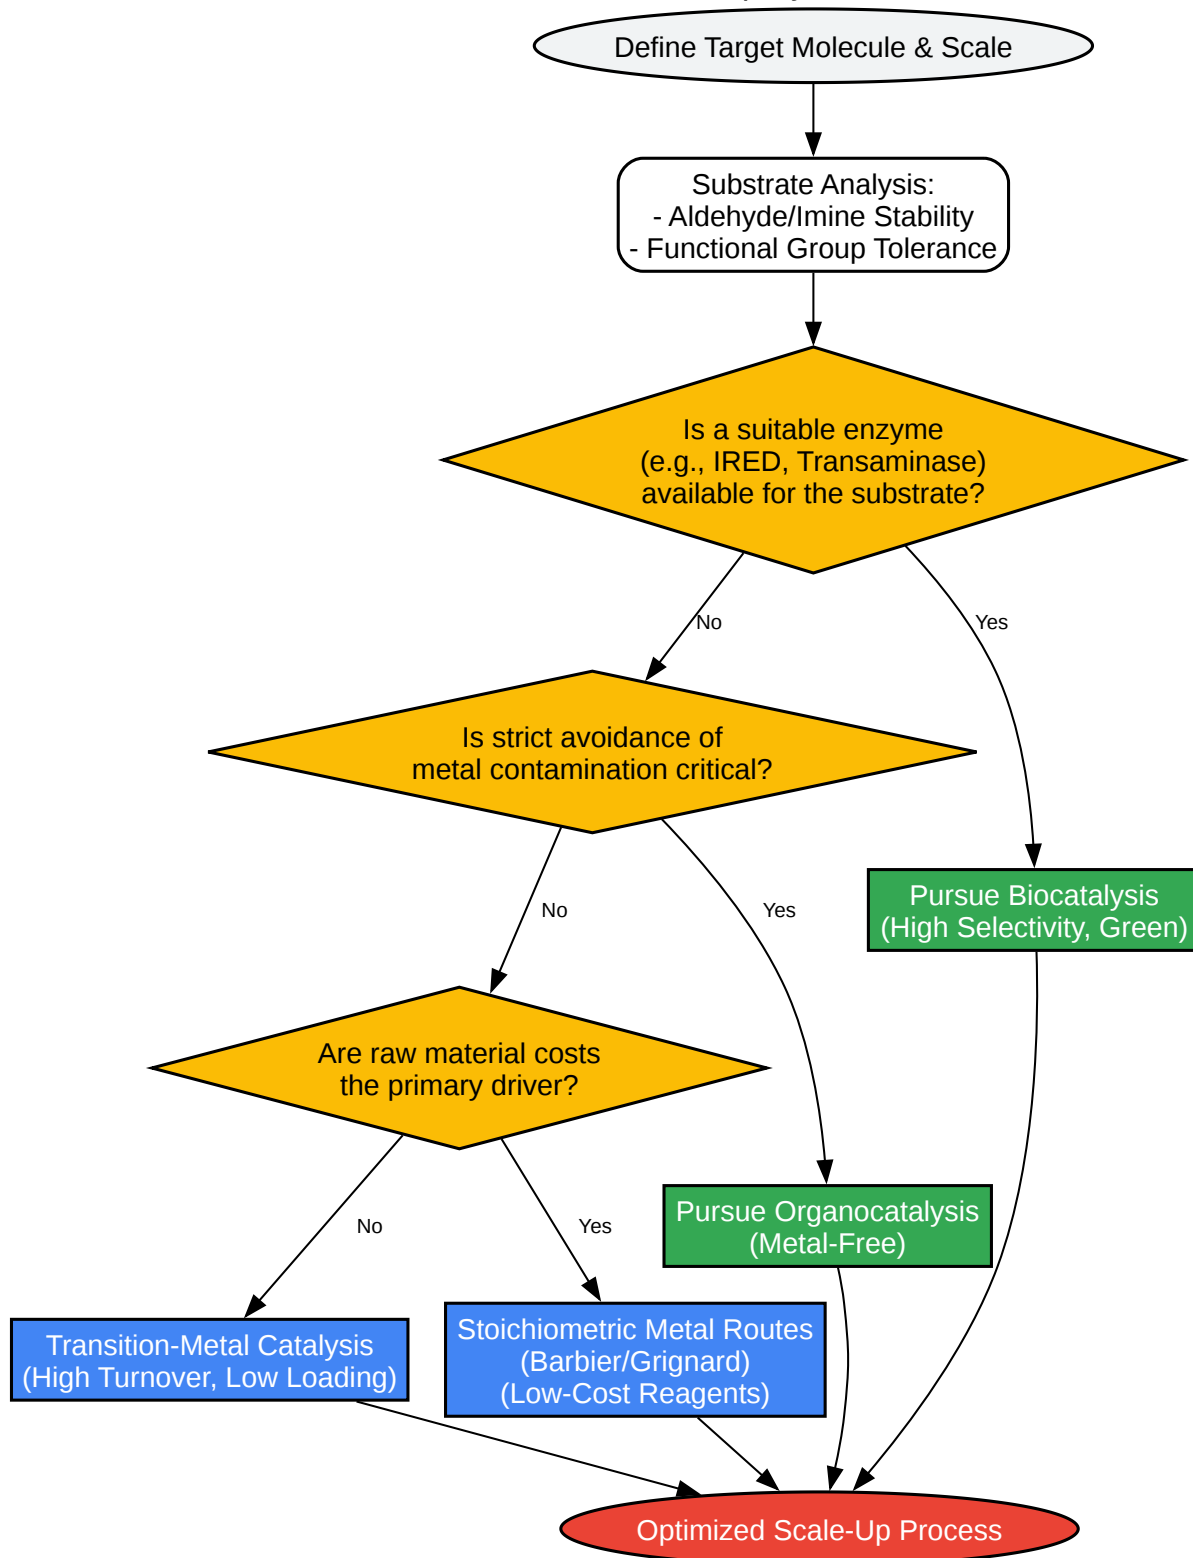 Define Target Molecule & Scale
Substrate Analysis:
- Aldehyde/Imine Stability
- Functional Group Tolerance
Is a suitable enzyme
(e.g., IRED, Transaminase)
available for the substrate?
No
Yes
Is strict avoidance of
metal contamination critical?
No
Yes
Pursue Biocatalysis
(High Selectivity, Green)
Are raw material costs
the primary driver?
No
Yes
Pursue Organocatalysis
(Metal-Free)
Transition-Metal Catalysis
(High Turnover, Low Loading)
Stoichiometric Metal Routes
(Barbier/Grignard)
(Low-Cost Reagents)
Optimized Scale-Up Process